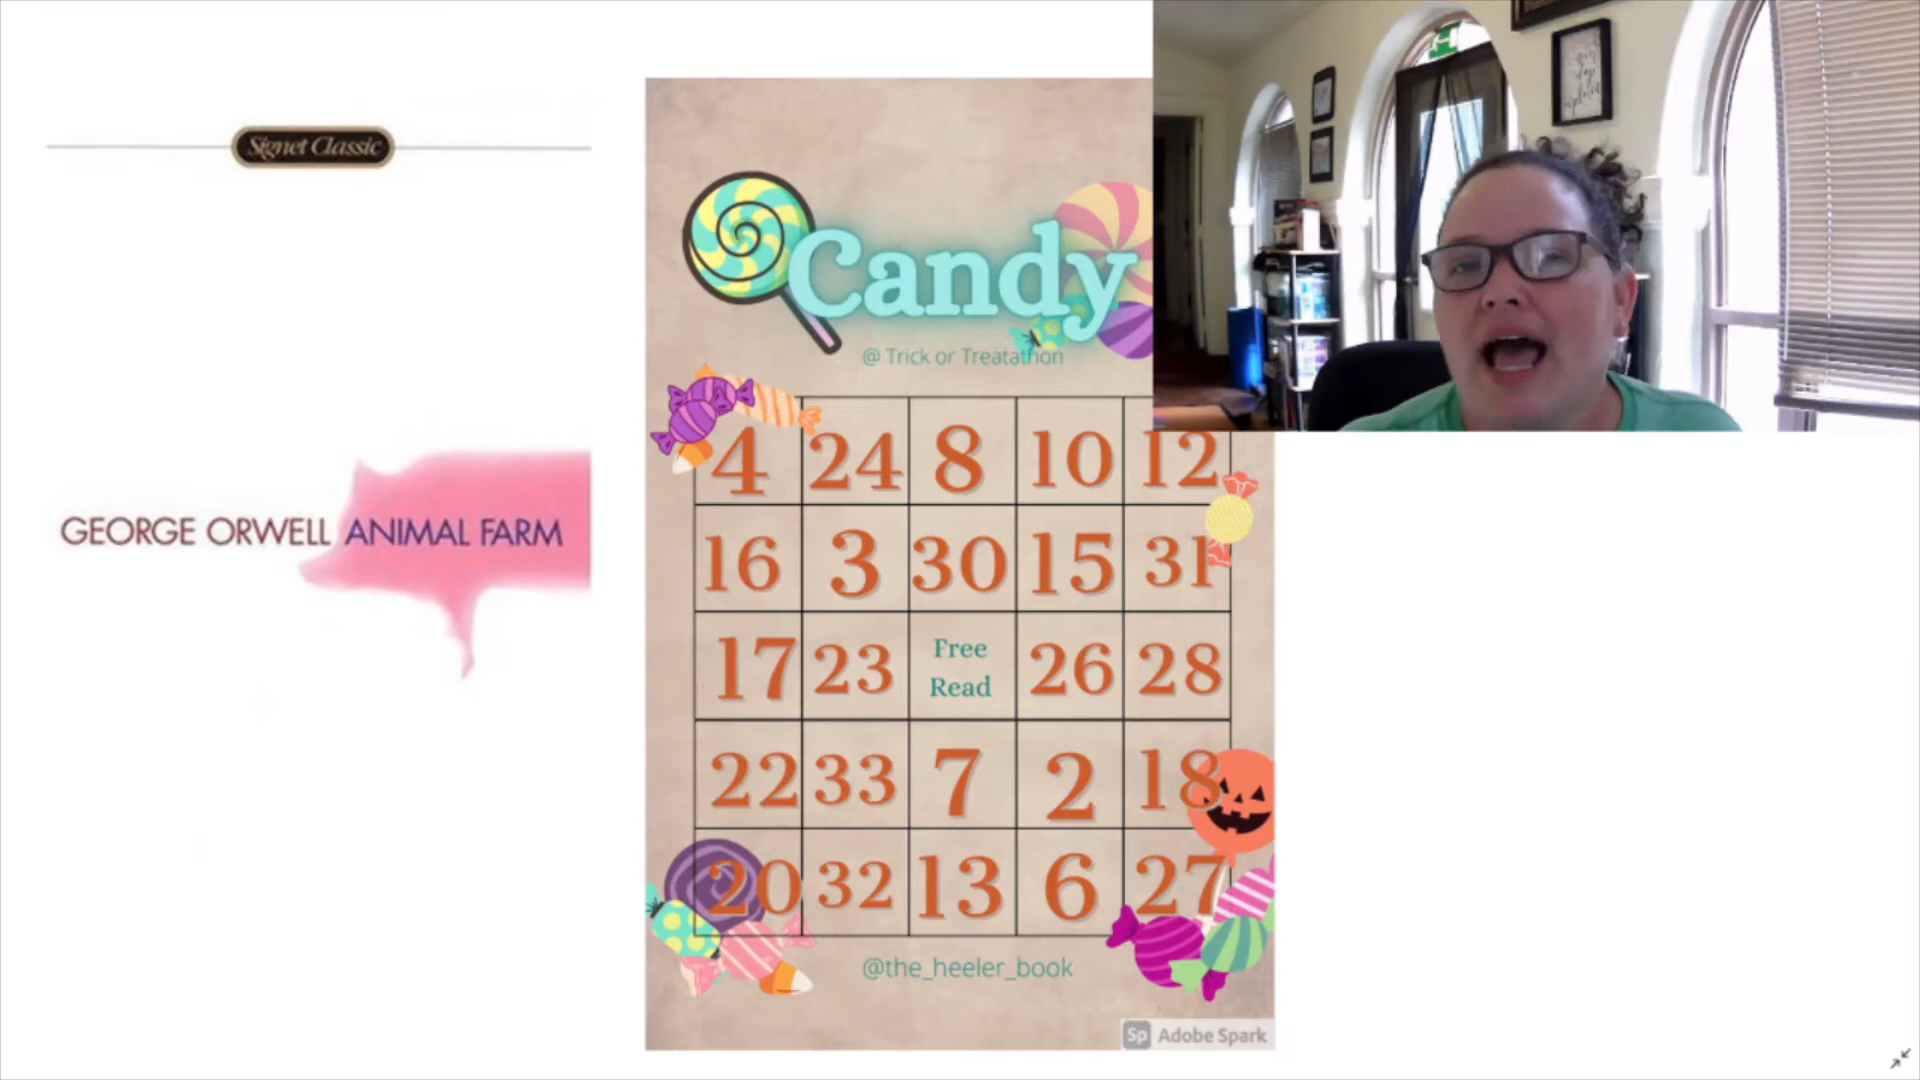 Signet Classic
GEORGE ORWELL ANIMAL FARM
Candy
@ Trick or Treatathon
4 24 8 10 12
16 3 30 15 31
17 23 Free Read 26 28
22 33 7 2 18
20 32 13 6 27
@the_heeler_book
Sp Adobe Spark